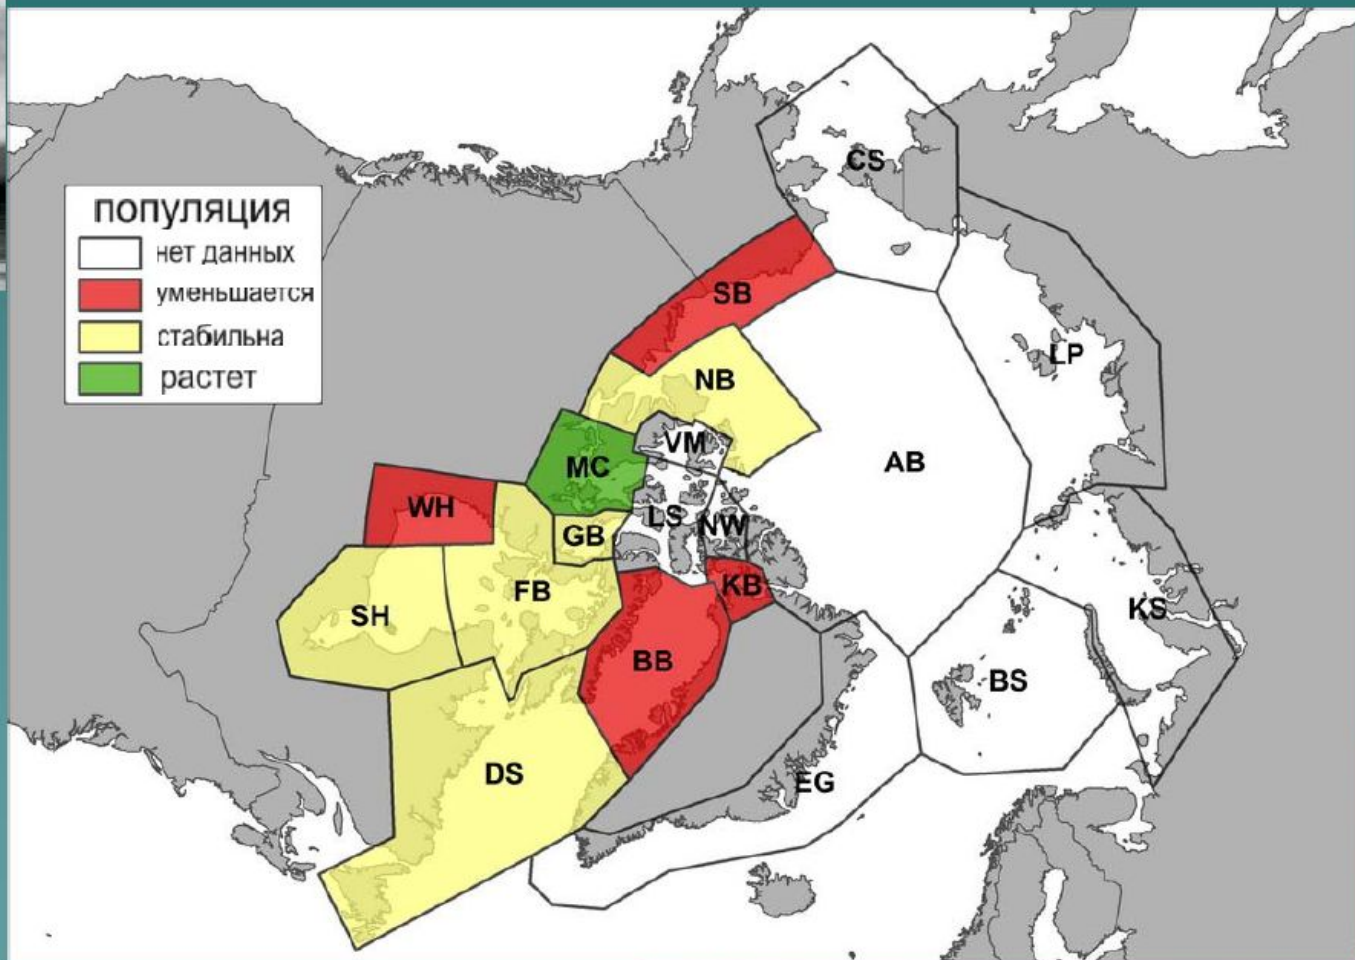 популяция
нет данных
уменьшается
стабильна
растет
CS
SB
LP
NB
VM
AB
MC
WH
LS
NW
GB
KB
FB
KS
SH
BB
BS
DS
EG